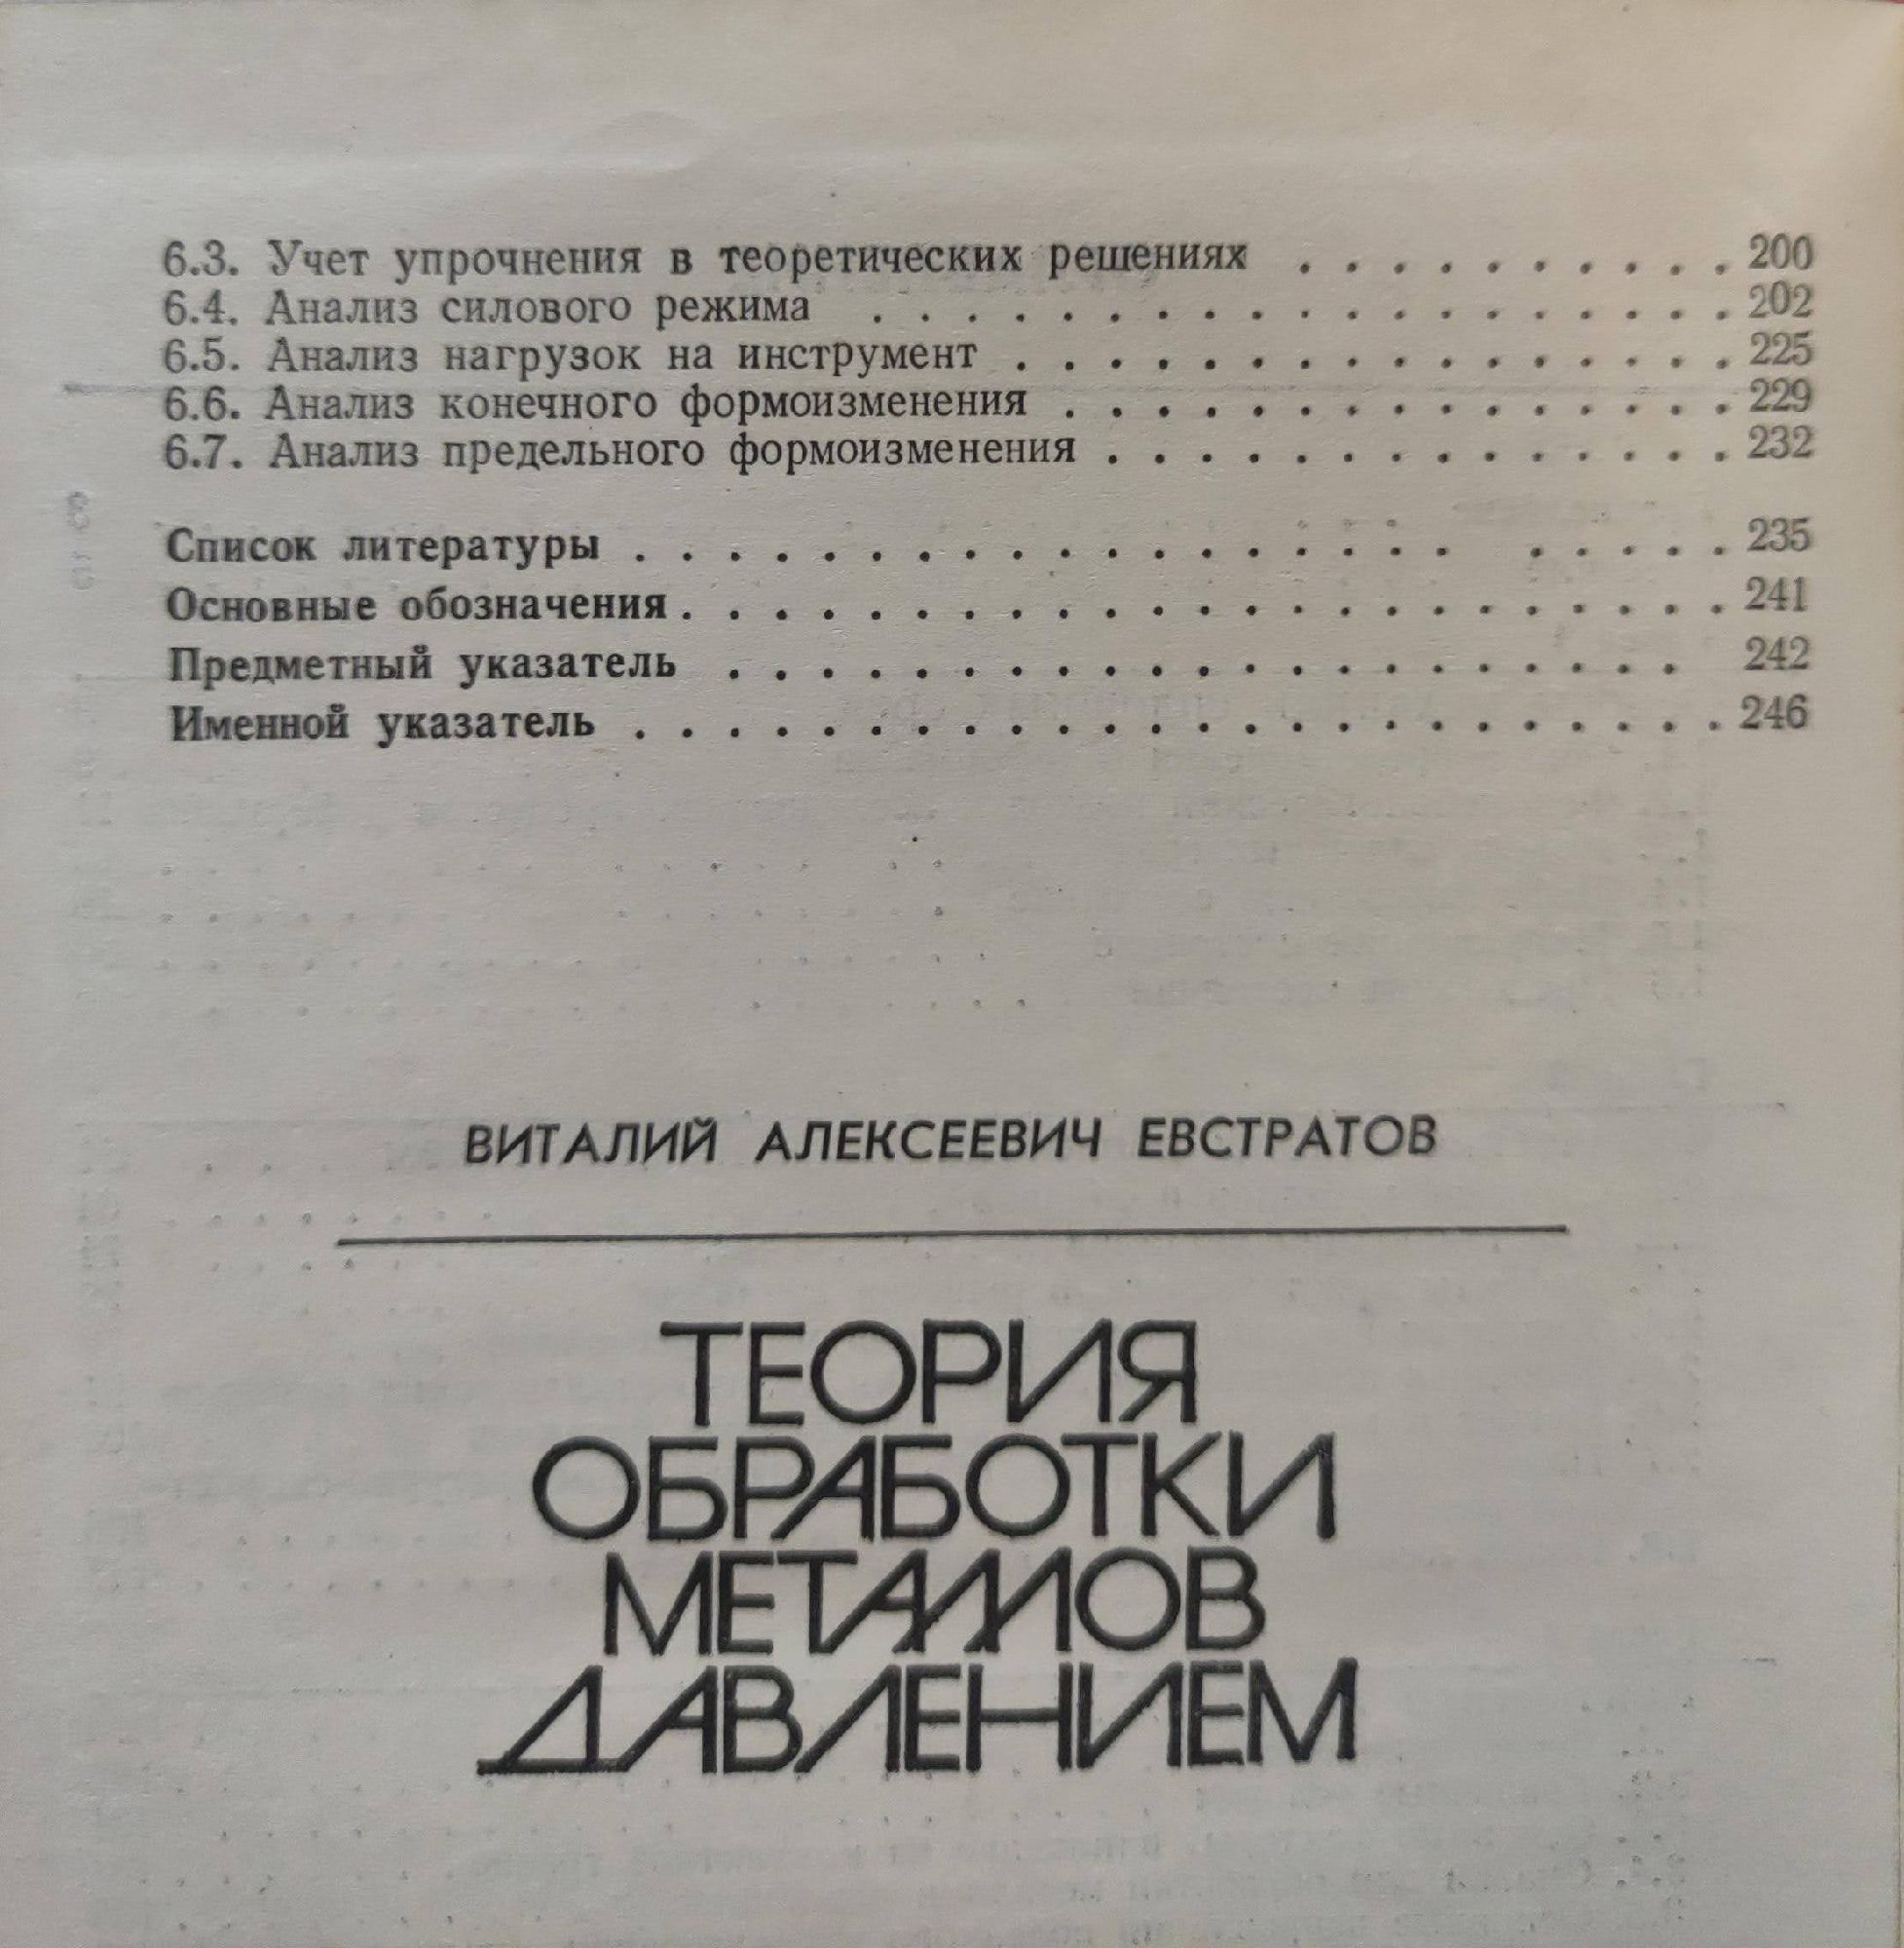 6.3. Учет упрочнения в теоретических решениях . . . . . . . . . . 200
6.4. Анализ силового режима . . . . . . . . . . . . . . . . . . . 202
6.5. Анализ нагрузок на инструмент . . . . . . . . . . . . . . . . 225
6.6. Анализ конечного формоизменения . . . . . . . . . . . . . . . 229
6.7. Анализ предельного формоизменения . . . . . . . . . . . . . . 232
Список литературы . . . . . . . . . . . . . . . . . . . . . . . 235
Основные обозначения . . . . . . . . . . . . . . . . . . . . . . . 241
Предметный указатель . . . . . . . . . . . . . . . . . . . . . 242
Именной указатель . . . . . . . . . . . . . . . . . . . . . . . . 246
ВИТАЛИЙ АЛЕКСЕЕВИЧ ЕВСТРАТОВ
ТЕОРИЯ
ОБРАБОТКИ
МЕТАЛЛОВ
ДАВЛЕНИЕМ